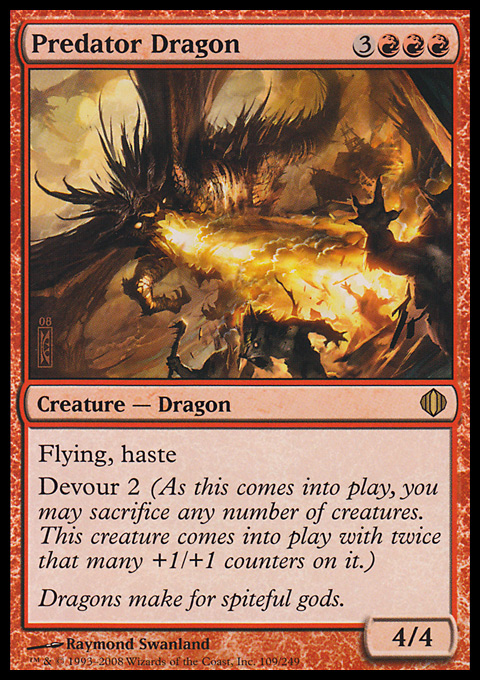 Predator Dragon 3
08
Creature — Dragon
Flying, haste
Devour 2 (As this comes into play, you
may sacrifice any number of creatures.
This creature comes into play with twice
that many +1/+1 counters on it.)
Dragons make for spiteful gods.
4/4
Raymond Swanland
™ & © 1993–2008 Wizards of the Coast, Inc. 109/249